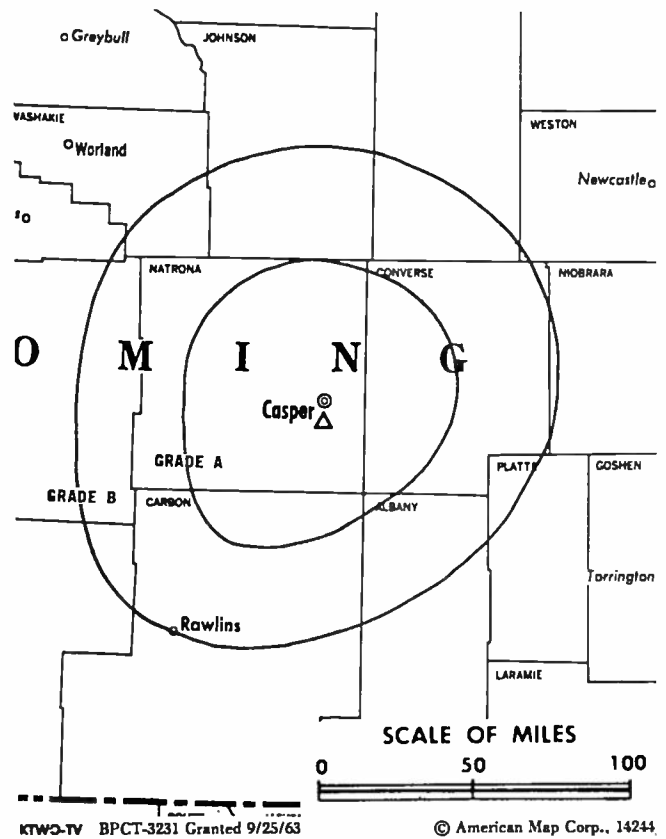 Greybull
JOHNSON
WASHAKIE
Worland
WESTON
Newcastle
NATRONA
CONVERSE
NIOBRARA
O M I N G
Casper
GRADE A
GRADE B
CARBON
ALBANY
PLATTE
GOSHEN
Torrington
Rawlins
LARAMIE
SCALE OF MILES
0 50 100
KTWO-TV BPCT-3231 Granted 9/25/63 © American Map Corp., 14244